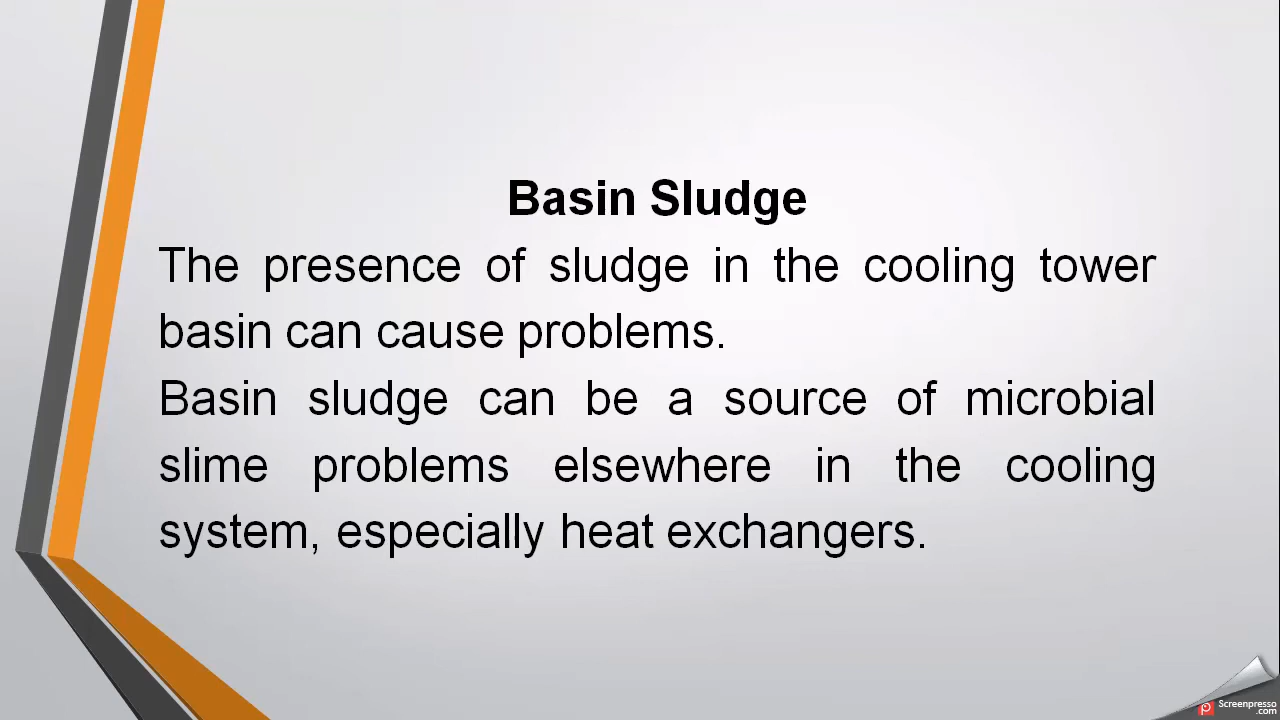 Basin Sludge
The presence of sludge in the cooling tower
basin can cause problems.
Basin sludge can be a source of microbial
slime problems elsewhere in the cooling
system, especially heat exchangers.
Screenpresso
.com